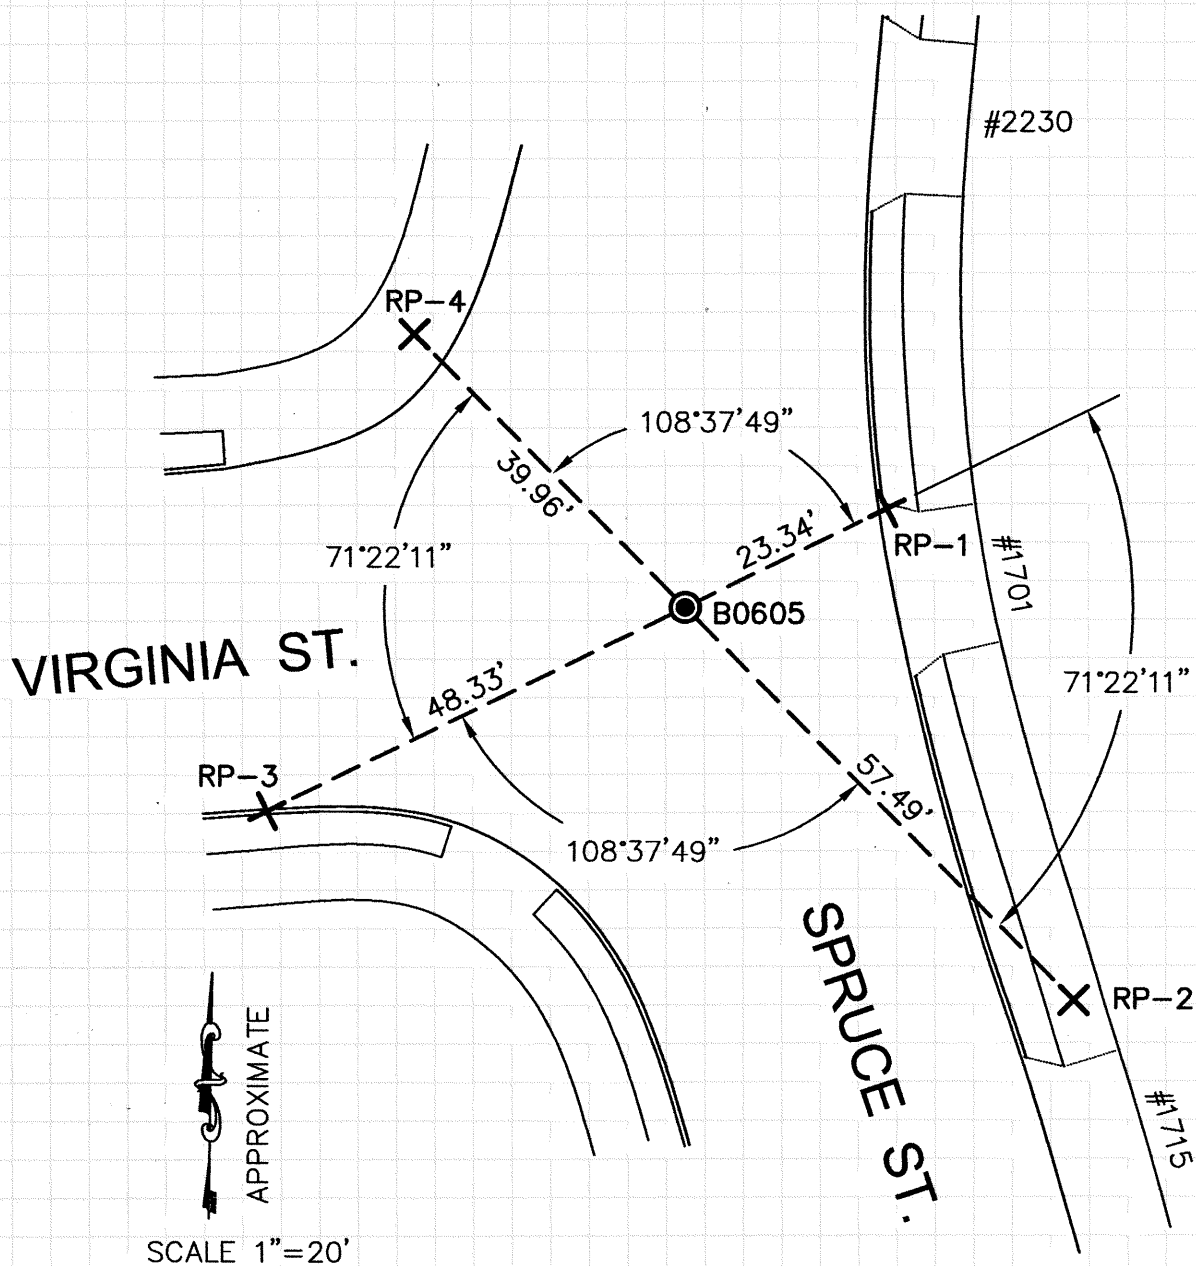 #2230
RP-4
108°37'49"
39.96'
23.34'
RP-1
#1701
71°22'11"
B0605
VIRGINIA ST.
48.33'
71°22'11"
RP-3
57.49'
108°37'49"
SPRUCE ST.
RP-2
APPROXIMATE
#1715
SCALE 1"=20'